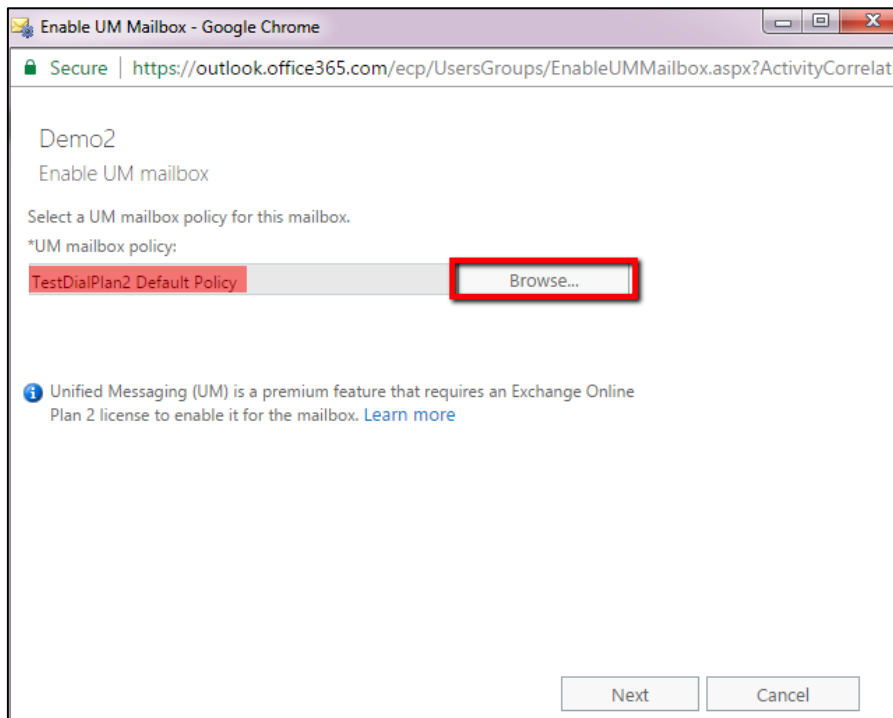 Enable UM Mailbox - Google Chrome
Secure | https://outlook.office365.com/ecp/UsersGroups/EnableUMMailbox.aspx?ActivityCorrelat
Demo2
Enable UM mailbox
Select a UM mailbox policy for this mailbox.
*UM mailbox policy:
TestDialPlan2 Default Policy Browse...
Unified Messaging (UM) is a premium feature that requires an Exchange Online
Plan 2 license to enable it for the mailbox. Learn more
Next Cancel